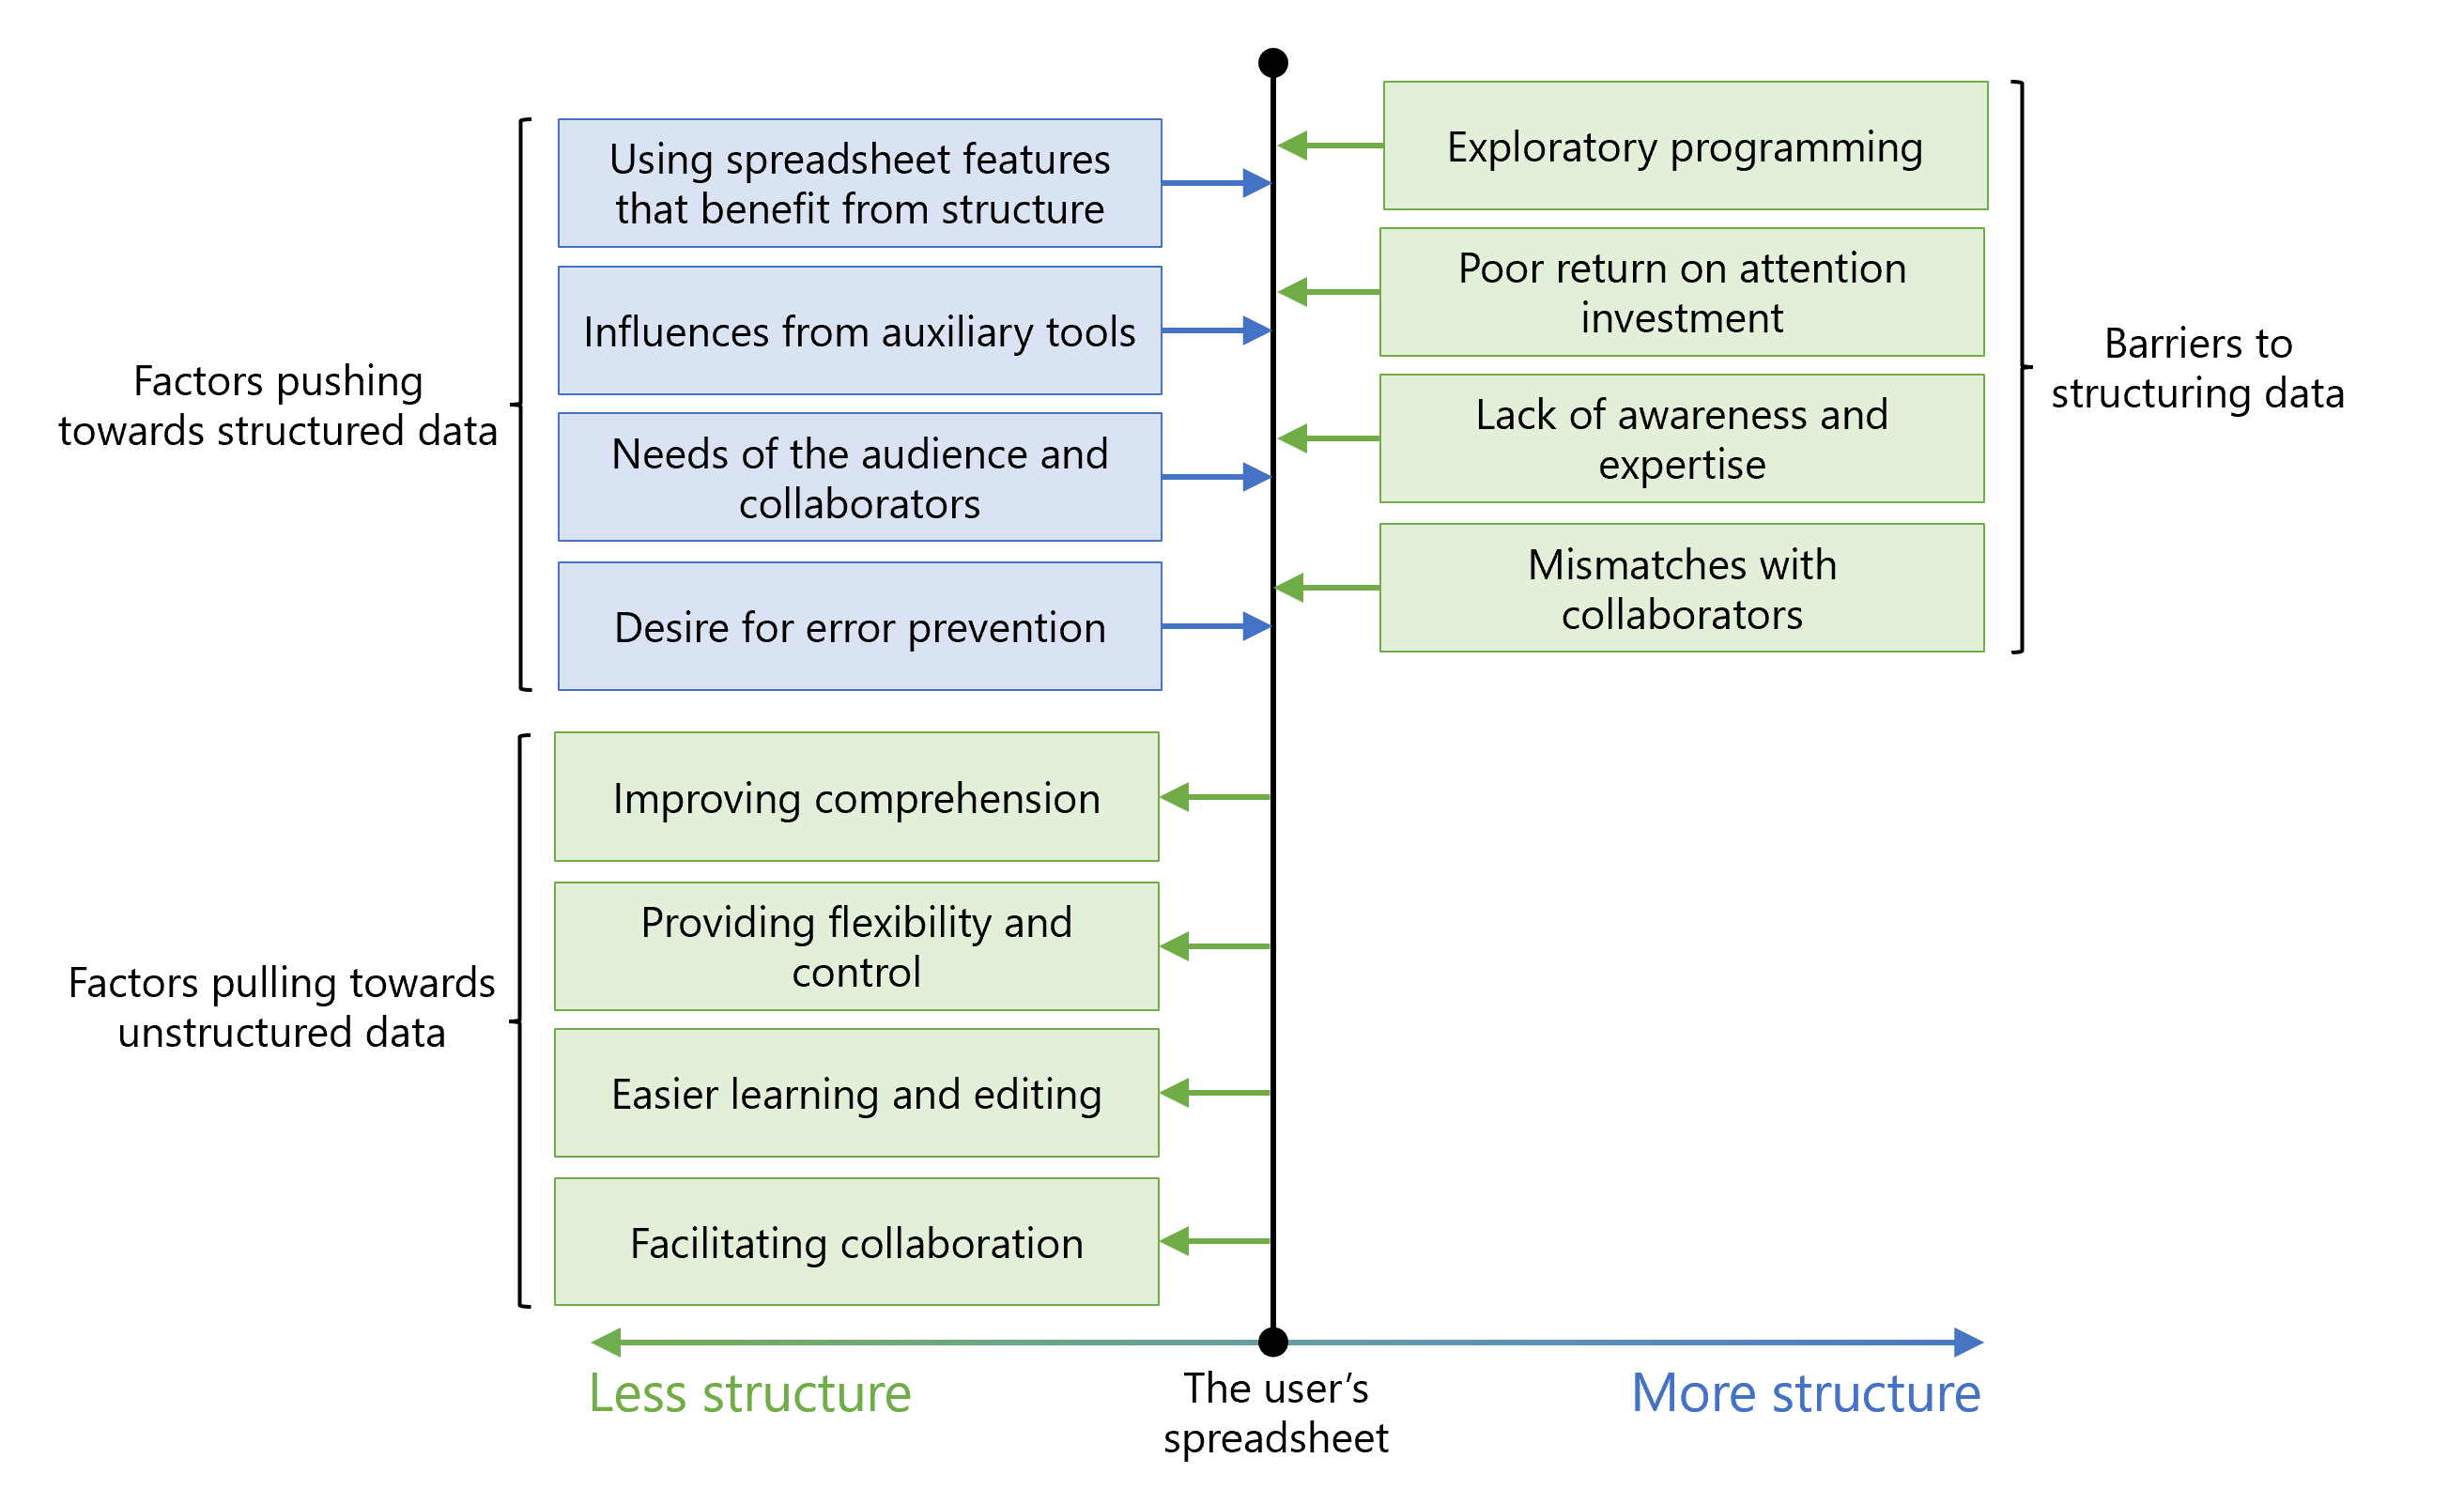 Factors pushing
towards structured data
Using spreadsheet features
that benefit from structure
Influences from auxiliary tools
Needs of the audience and
collaborators
Desire for error prevention
Exploratory programming
Poor return on attention
investment
Lack of awareness and
expertise
Mismatches with
collaborators
Barriers to
structuring data
Factors pulling towards
unstructured data
Improving comprehension
Providing flexibility and
control
Easier learning and editing
Facilitating collaboration
Less structure
The user’s
spreadsheet
More structure